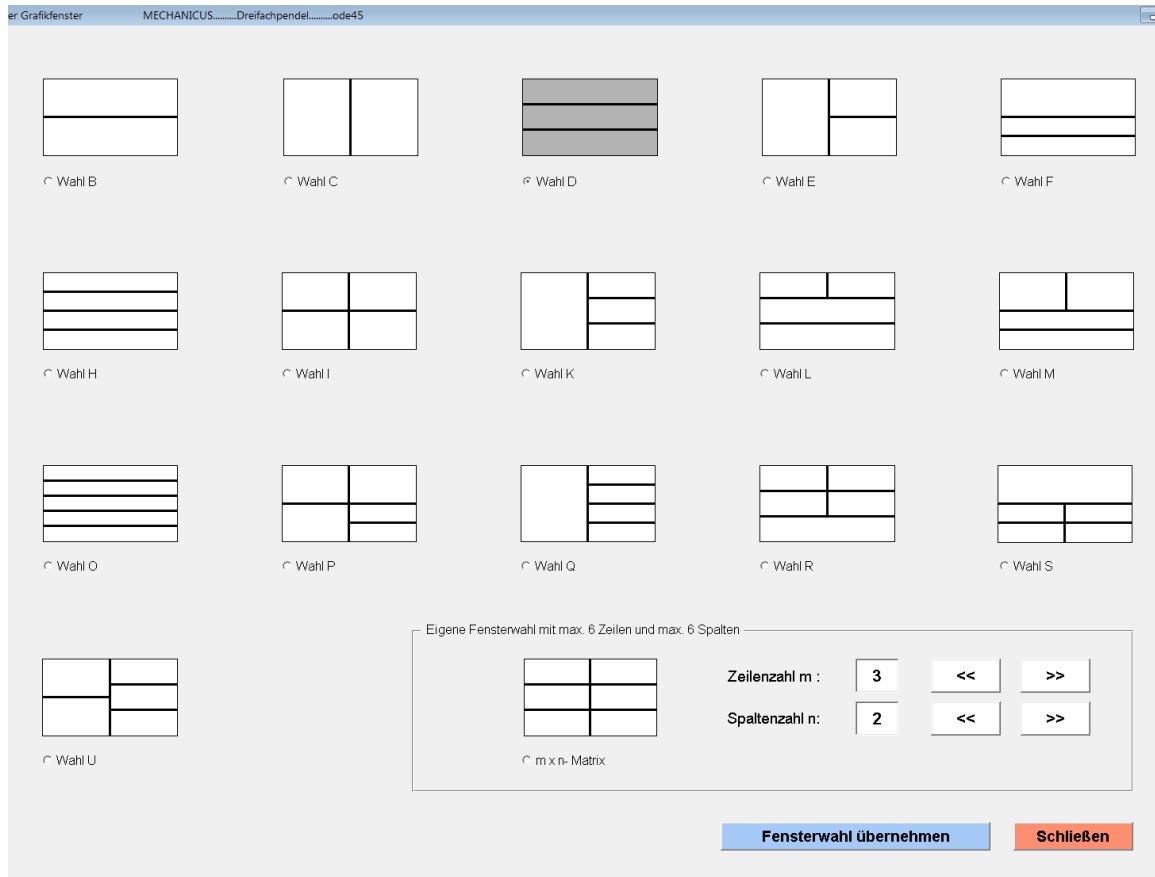 er Grafikfenster MECHANICUS.........Dreifachpendel.........ode45
Wahl B Wahl C Wahl D Wahl E Wahl F
Wahl H Wahl I Wahl K Wahl L Wahl M
Wahl O Wahl P Wahl Q Wahl R Wahl S
Eigene Fensterwahl mit max. 6 Zeilen und max. 6 Spalten
Zeilenzahl m : 3 << >>
Spaltenzahl n: 2 << >>
Wahl U m x n- Matrix
Fensterwahl übernehmen Schließen